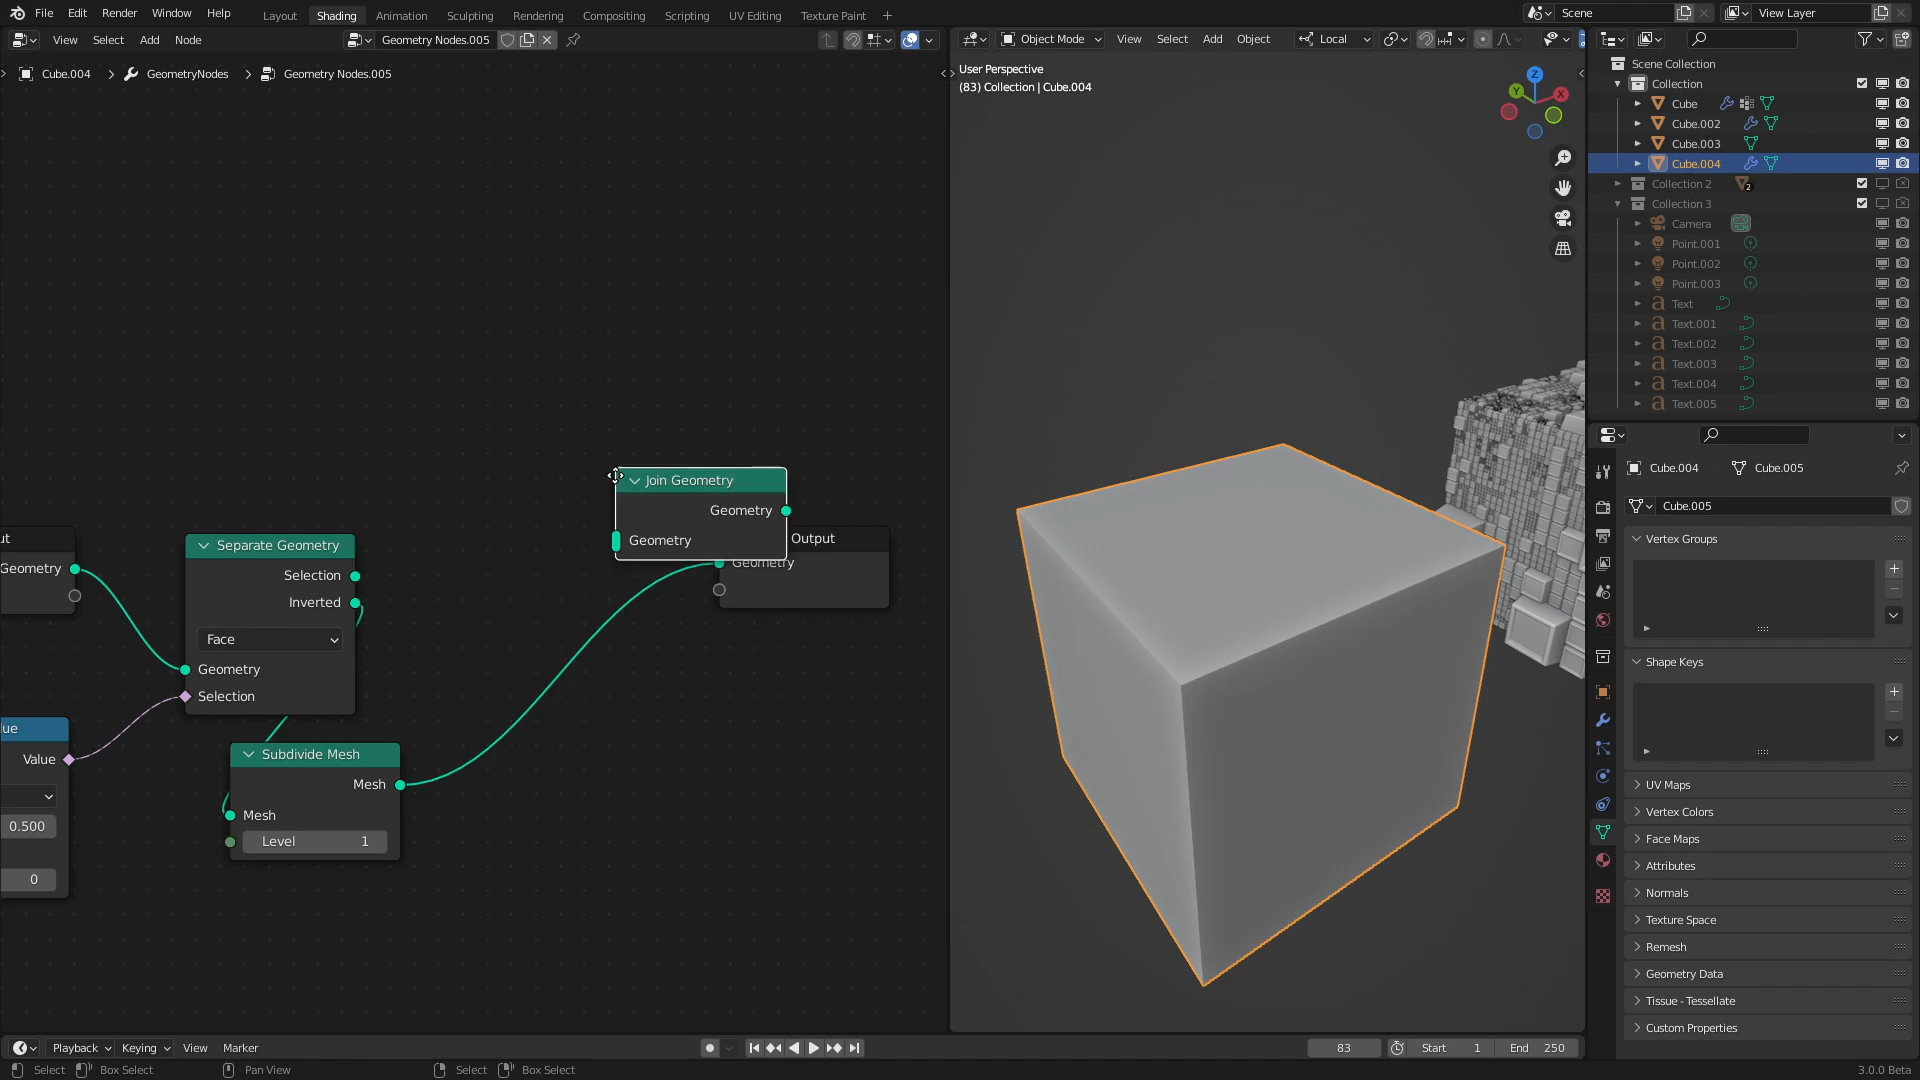 File Edit Render Window Help Layout Shading Animation Sculpting Rendering Compositing Scripting UV Editing Texture Paint + Scene View Layer
View Select Add Node Geometry Nodes.005
Object Mode View Select Add Object Local
Cube.004 > GeometryNodes > Geometry Nodes.005
User Perspective
(83) Collection | Cube.004
Z
Y
X
Scene Collection
Collection
Cube
Cube.002
Cube.003
Cube.004
Collection 2 2
Collection 3
Camera
Point.001
Point.002
Point.003
Text
Text.001
Text.002
Text.003
Text.004
Text.005
Join Geometry
Geometry
Geometry
Output
Geometry
ut
Geometry
Separate Geometry
Selection
Inverted
Face
Geometry
Selection
lue
Value
0.500
0
Subdivide Mesh
Mesh
Mesh
Level 1
Cube.004 Cube.005
Cube.005
Vertex Groups
Shape Keys
UV Maps
Vertex Colors
Face Maps
Attributes
Normals
Texture Space
Remesh
Geometry Data
Tissue - Tessellate
Custom Properties
Playback Keying View Marker 83 Start 1 End 250
Select Box Select Pan View Select Box Select 3.0.0 Beta